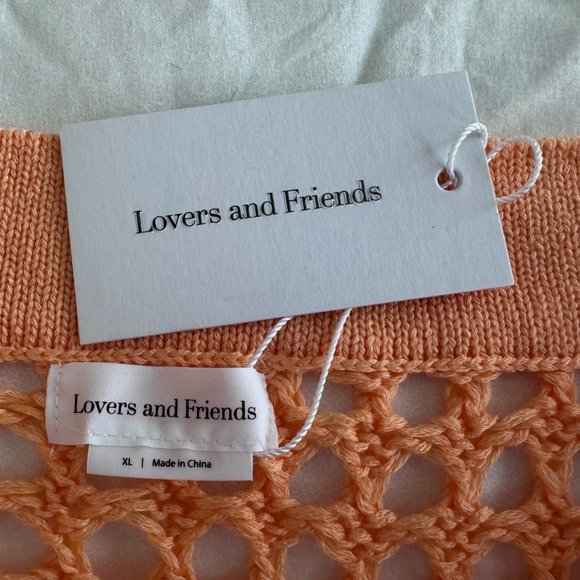 Lovers and Friends
Lovers and Friends
XL | Made in China